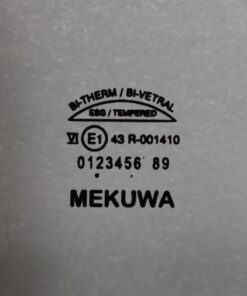 BI-THERM / BI-VETRAL
ESG / TEMPERED
VI E1 43 R-001410
0123456 89
MEKUWA